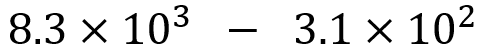 8.3 × 10³ − 3.1 × 10²